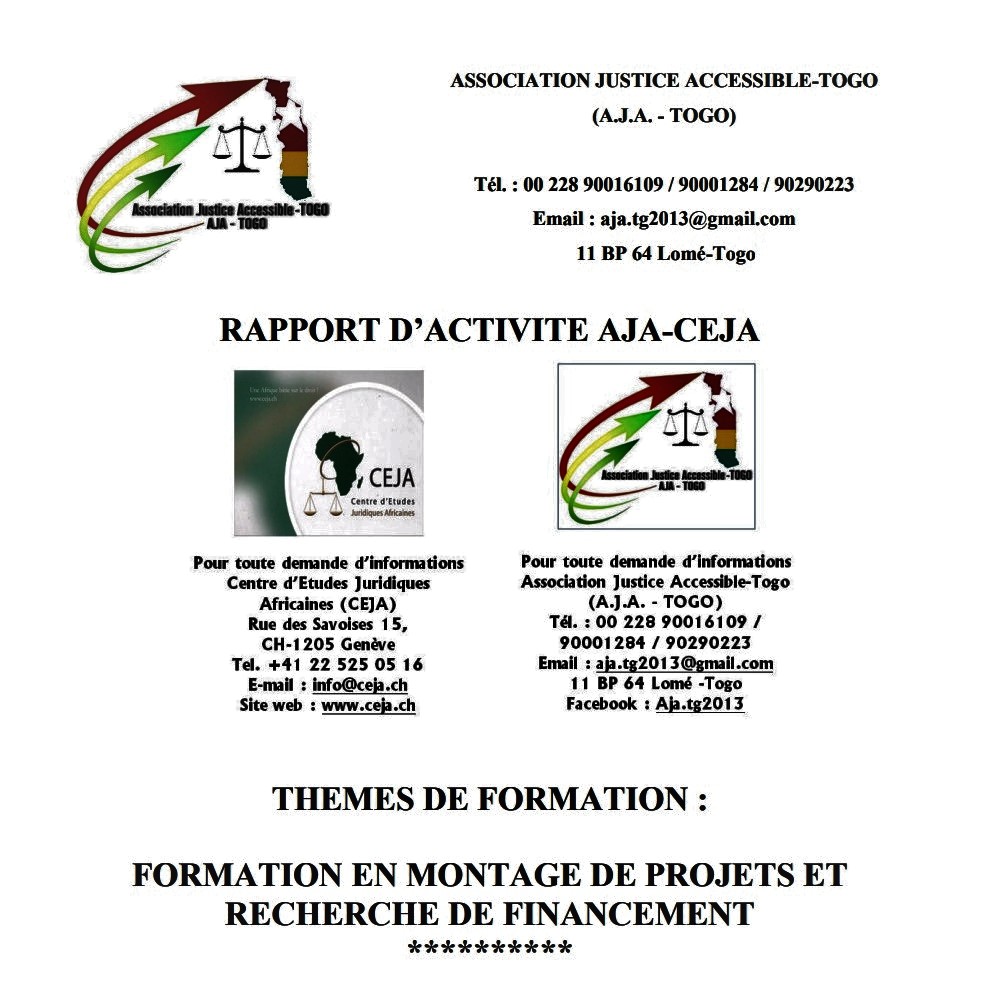 ASSOCIATION JUSTICE ACCESSIBLE-TOGO
(A.J.A. - TOGO)
Tél. : 00 228 90016109 / 90001284 / 90290223
Email : aja.tg2013@gmail.com
11 BP 64 Lomé-Togo
Association Justice Accessible -TOGO
AJA - TOGO
RAPPORT D’ACTIVITE AJA-CEJA
Une Afrique basée sur le droit !
www.ceja.ch
CEJA
Centre d'Etudes
Juridiques Africaines
Association Justice Accessible -TOGO
AJA - TOGO
Pour toute demande d’informations
Centre d’Etudes Juridiques
Africaines (CEJA)
Rue des Savoises 15,
CH-1205 Genève
Tel. +41 22 525 05 16
E-mail : info@ceja.ch
Site web : www.ceja.ch
Pour toute demande d’informations
Association Justice Accessible-Togo
(A.J.A. - TOGO)
Tél. : 00 228 90016109 /
90001284 / 90290223
Email : aja.tg2013@gmail.com
11 BP 64 Lomé -Togo
Facebook : Aja.tg2013
THEMES DE FORMATION :
FORMATION EN MONTAGE DE PROJETS ET
RECHERCHE DE FINANCEMENT
**********